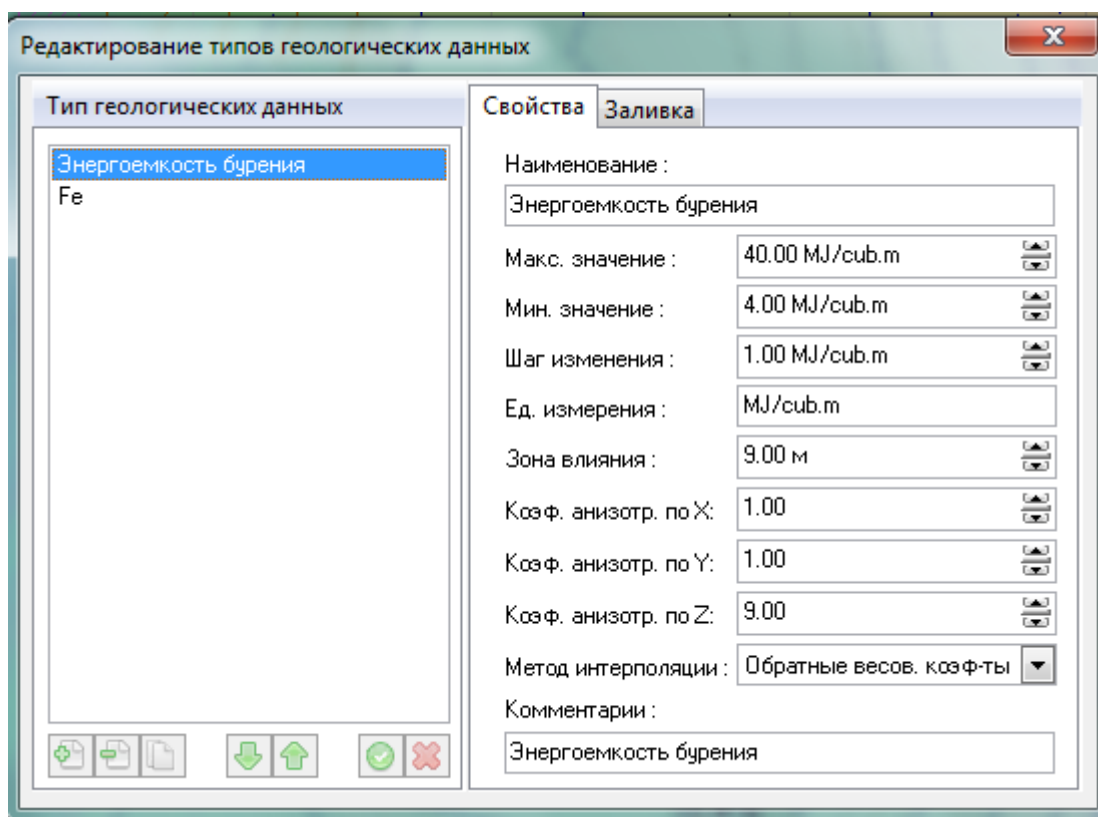 Редактирование типов геологических данных
Тип геологических данных
Энергоемкость бурения
Fe
Свойства
Заливка
Наименование :
Энергоемкость бурения
Макс. значение : 40.00 MJ/cub.m
Мин. значение : 4.00 MJ/cub.m
Шаг изменения : 1.00 MJ/cub.m
Ед. измерения : MJ/cub.m
Зона влияния : 9.00 м
Коэф. анизотр. по X: 1.00
Коэф. анизотр. по Y: 1.00
Коэф. анизотр. по Z: 9.00
Метод интерполяции : Обратные весов. коэф-ты
Комментарии :
Энергоемкость бурения